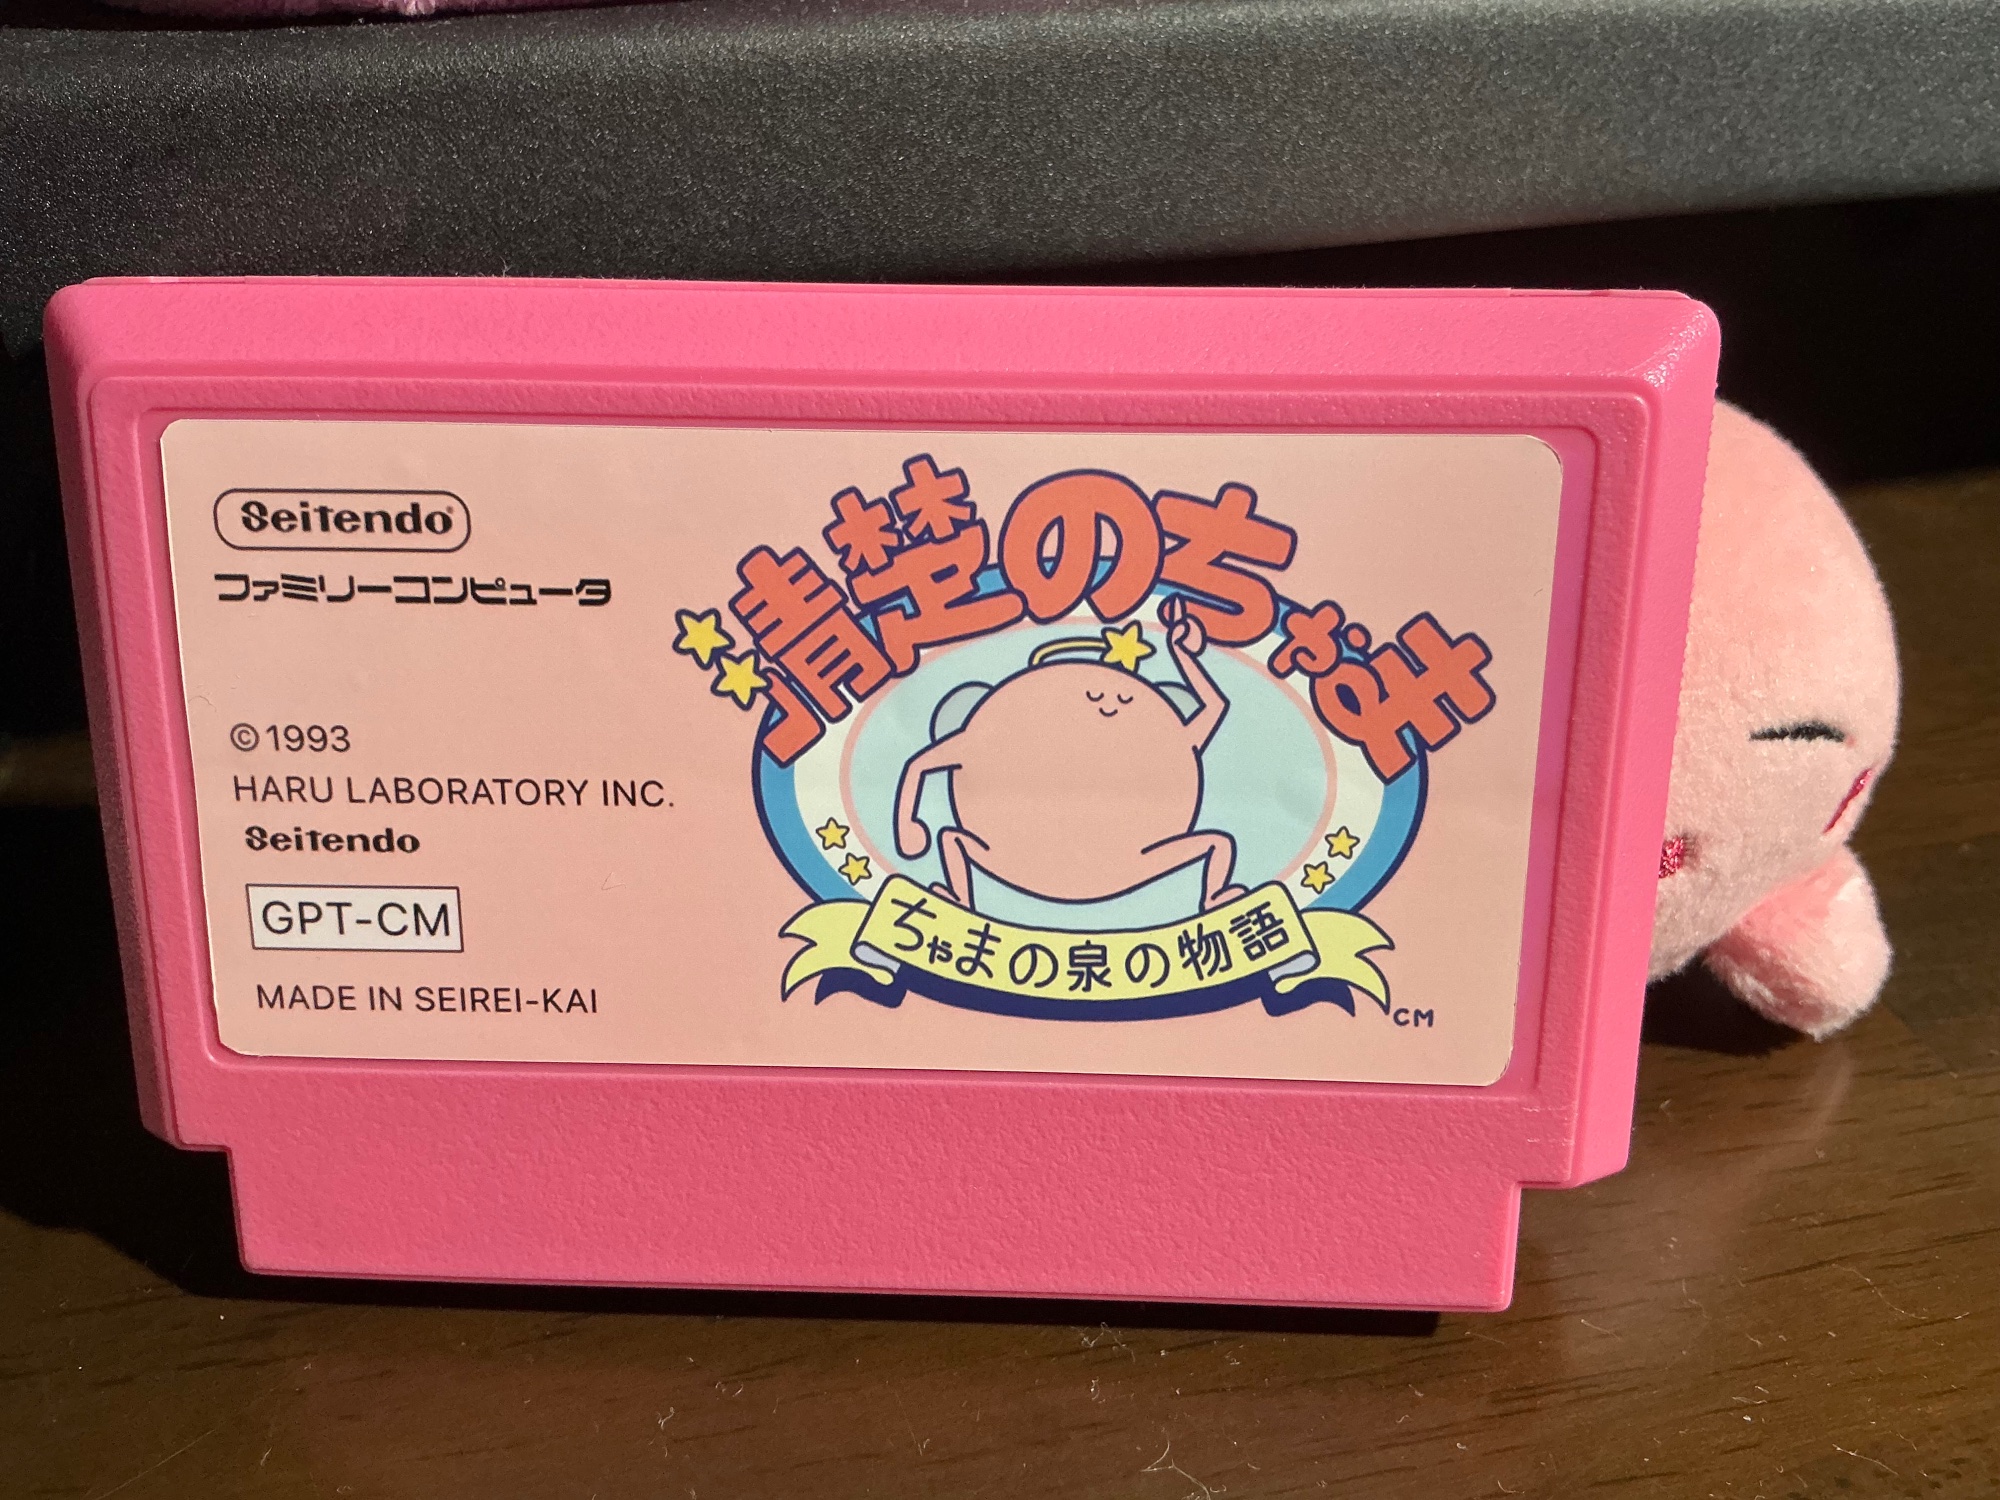 Seitendo
ファミリーコンピュータ
©1993
HARU LABORATORY INC.
Seitendo
GPT-CM
MADE IN SEIREI-KAI
清楚のちゃま
ちゃまの泉の物語
CM